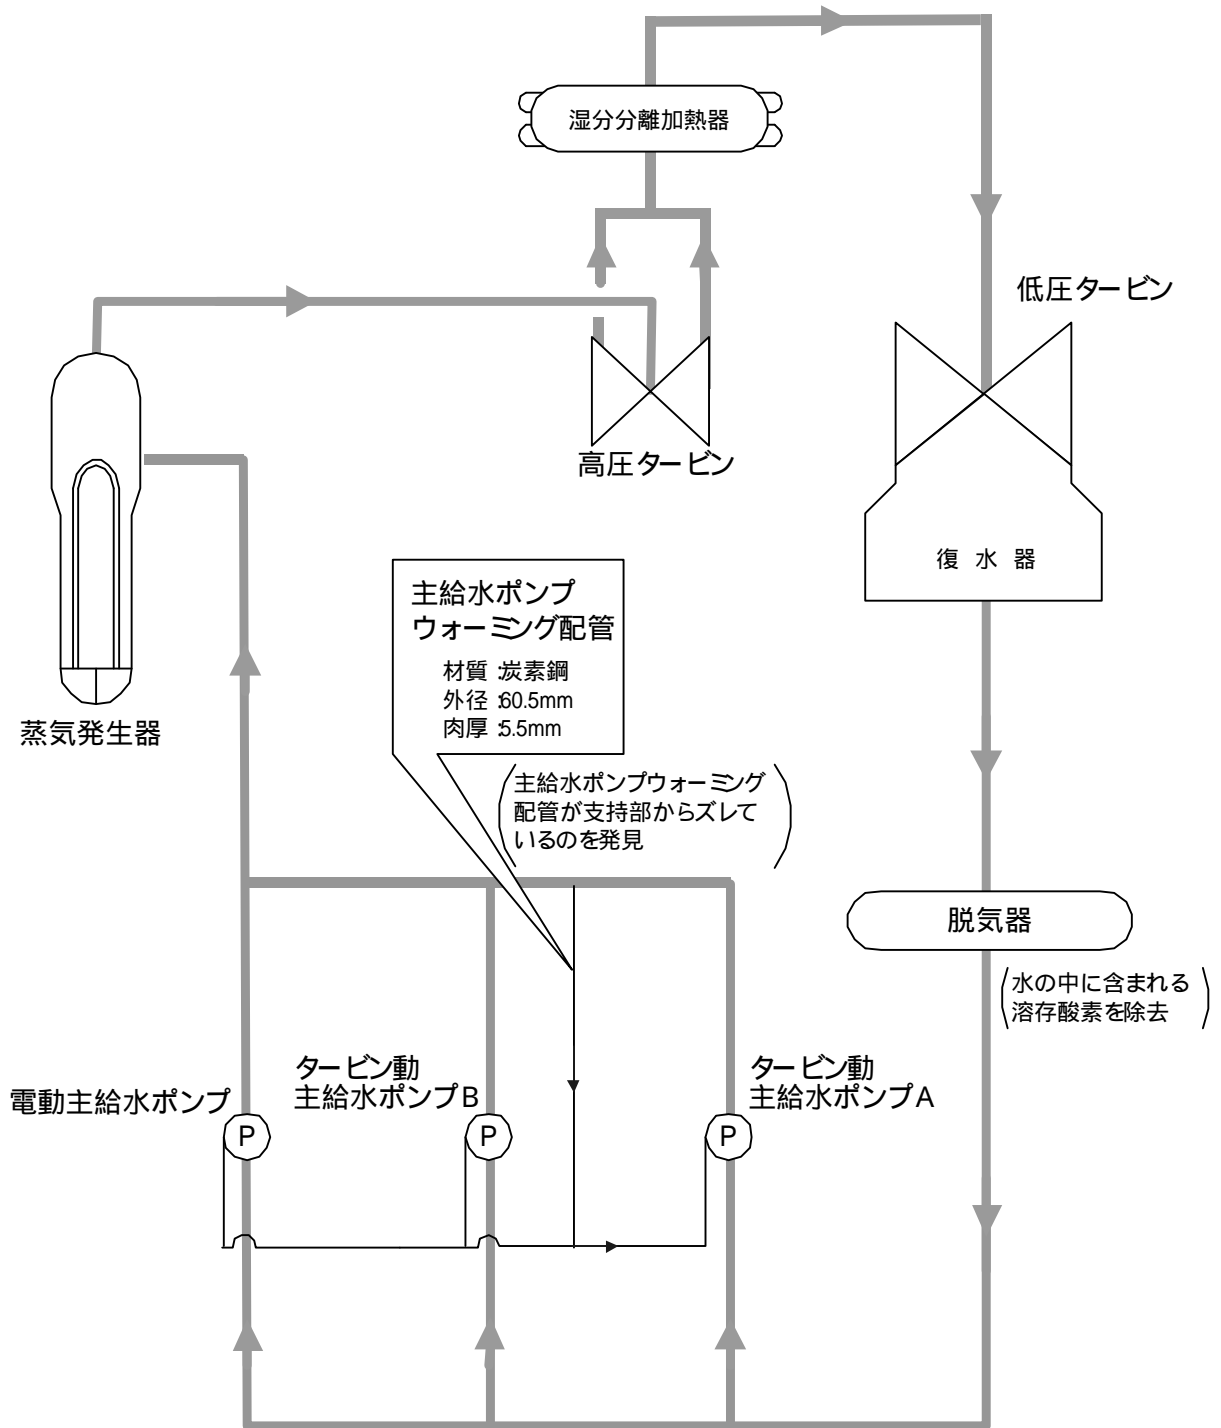 湿分分離加熱器
低圧タービン
高圧タービン
復 水 器
主給水ポンプ
ウォーミング配管
材質:炭素鋼
外径:60.5mm
肉厚:5.5mm
蒸気発生器
(主給水ポンプウォーミング
配管が支持部からズレて
いるのを発見)
脱気器
(水の中に含まれる
溶存酸素を除去)
電動主給水ポンプ
タービン動
主給水ポンプB
タービン動
主給水ポンプA
P
P
P